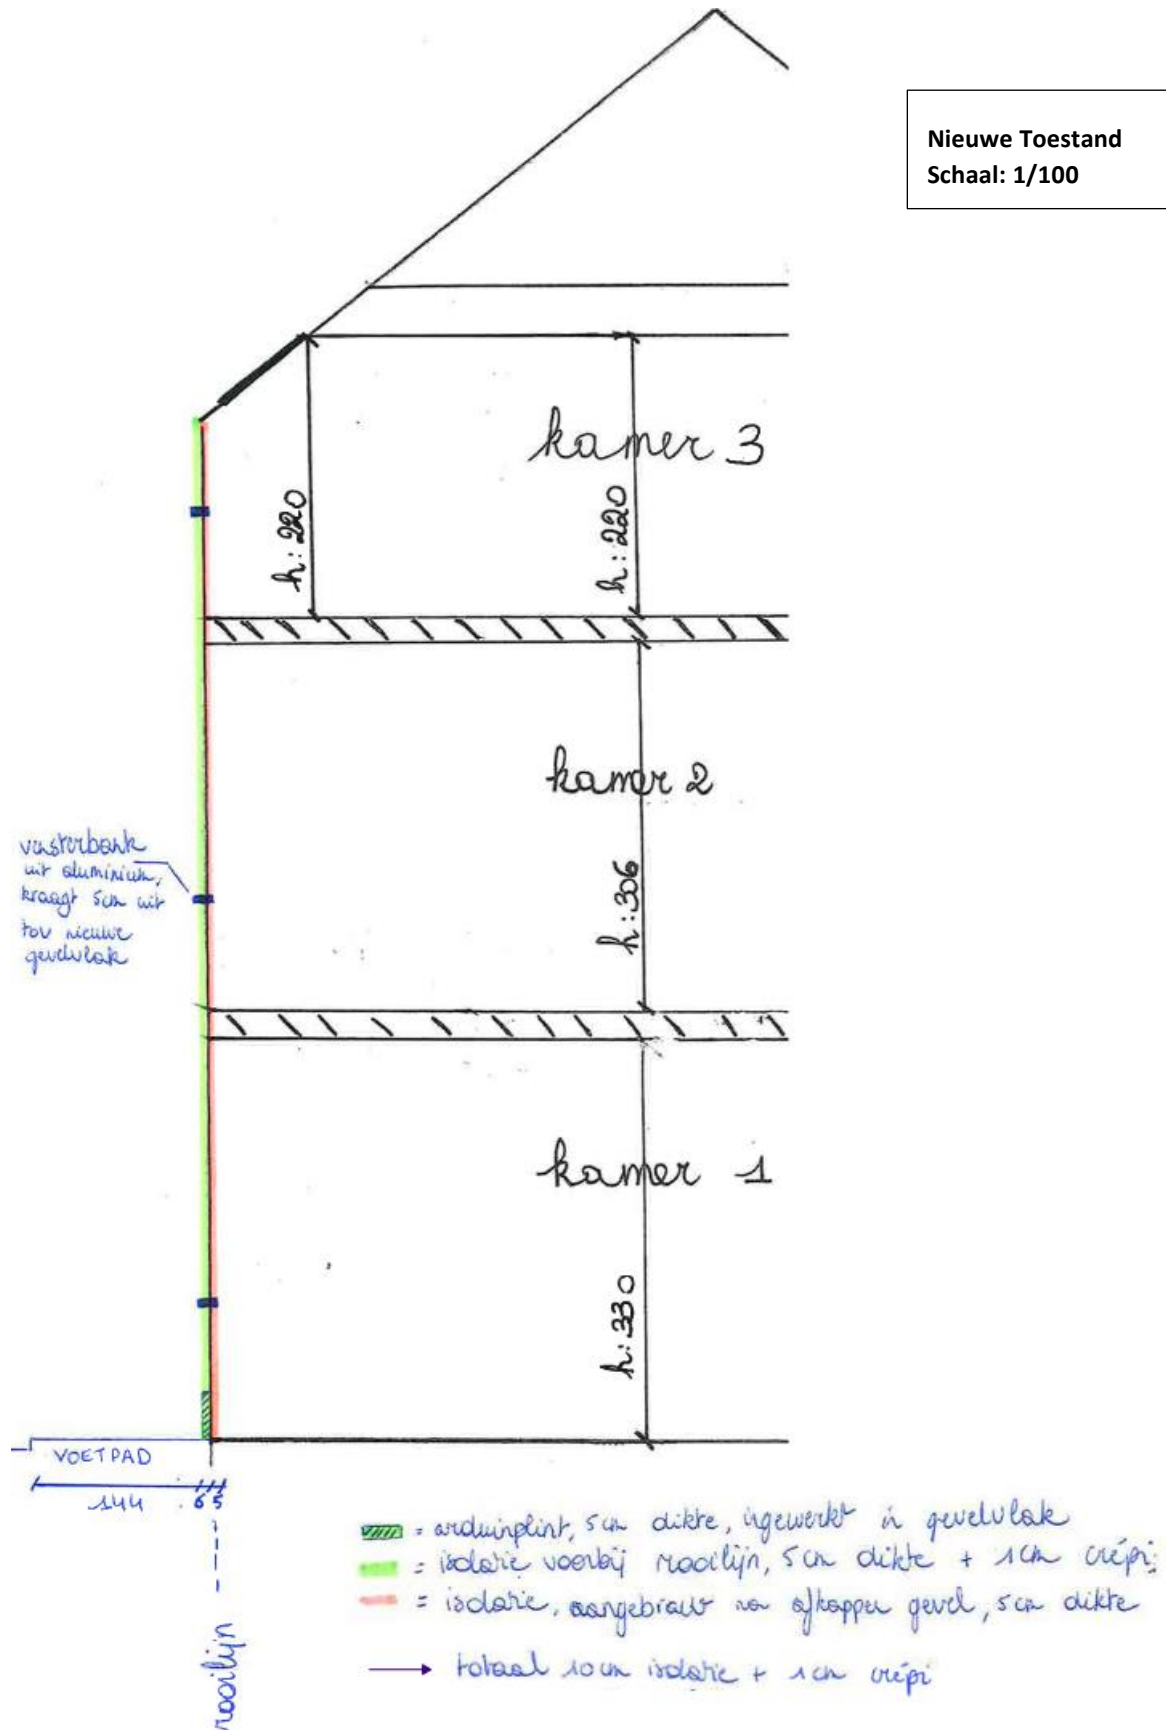 Nieuwe Toestand
Schaal: 1/100
kamer 3
h: 220
h: 220
kamer 2
h: 306
vensterbank
uit aluminium,
kraagt 5cm uit
tov nieuwe
gevelvlak
kamer 1
h: 330
VOETPAD
144 6 5
rooilijn
= arduinplint, 5cm dikte, ingewerkt in gevelvlak
= isolatie voorbij rooilijn, 5cm dikte + 1cm crépi
= isolatie, aangebracht na afkappen gevel, 5cm dikte
→ totaal 10cm isolatie + 1cm crépi